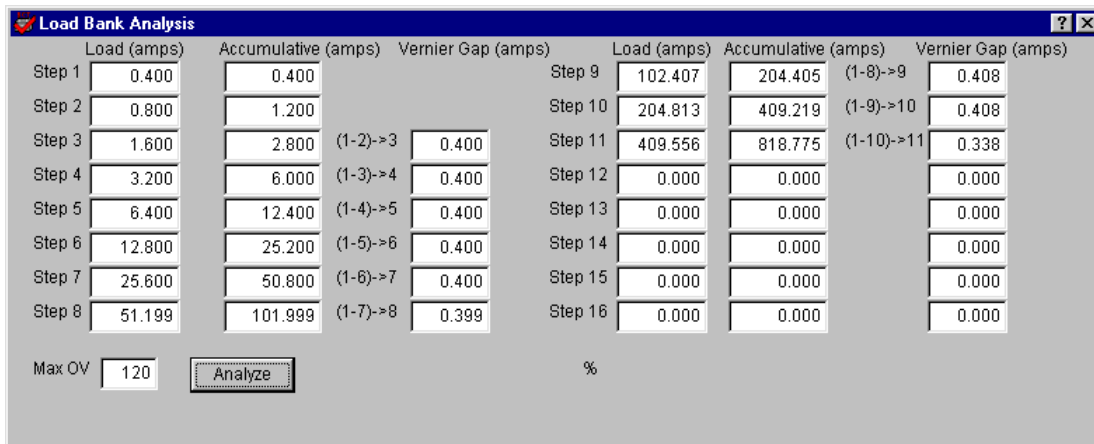 Load Bank Analysis
Load (amps) Accumulative (amps) Vernier Gap (amps) Load (amps) Accumulative (amps) Vernier Gap (amps)
Step 1 0.400 0.400 Step 9 102.407 204.405 (1-8)->9 0.408
Step 2 0.800 1.200 Step 10 204.813 409.219 (1-9)->10 0.408
Step 3 1.600 2.800 (1-2)->3 0.400 Step 11 409.556 818.775 (1-10)->11 0.338
Step 4 3.200 6.000 (1-3)->4 0.400 Step 12 0.000 0.000 0.000
Step 5 6.400 12.400 (1-4)->5 0.400 Step 13 0.000 0.000 0.000
Step 6 12.800 25.200 (1-5)->6 0.400 Step 14 0.000 0.000 0.000
Step 7 25.600 50.800 (1-6)->7 0.400 Step 15 0.000 0.000 0.000
Step 8 51.199 101.999 (1-7)->8 0.399 Step 16 0.000 0.000 0.000
Max OV 120 Analyze %